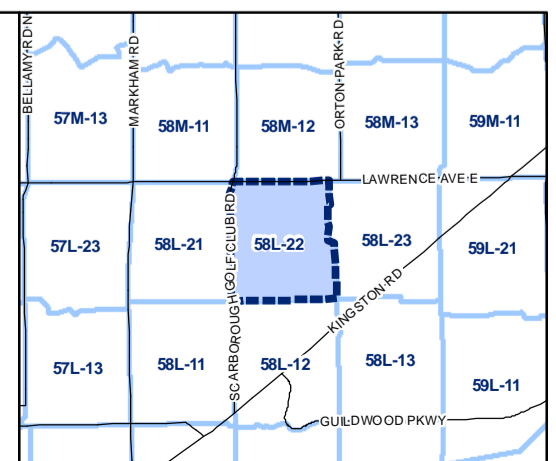 BELLAMY RD N
MARKHAM RD
ORTON PARK RD
57M-13
58M-11
58M-12
58M-13
59M-11
LAWRENCE AVE E
SCARBOROUGH GOLF CLUB RD
57L-23
58L-21
58L-22
58L-23
59L-21
KINGSTON RD
57L-13
58L-11
58L-12
58L-13
59L-11
GUILDWOOD PKWY